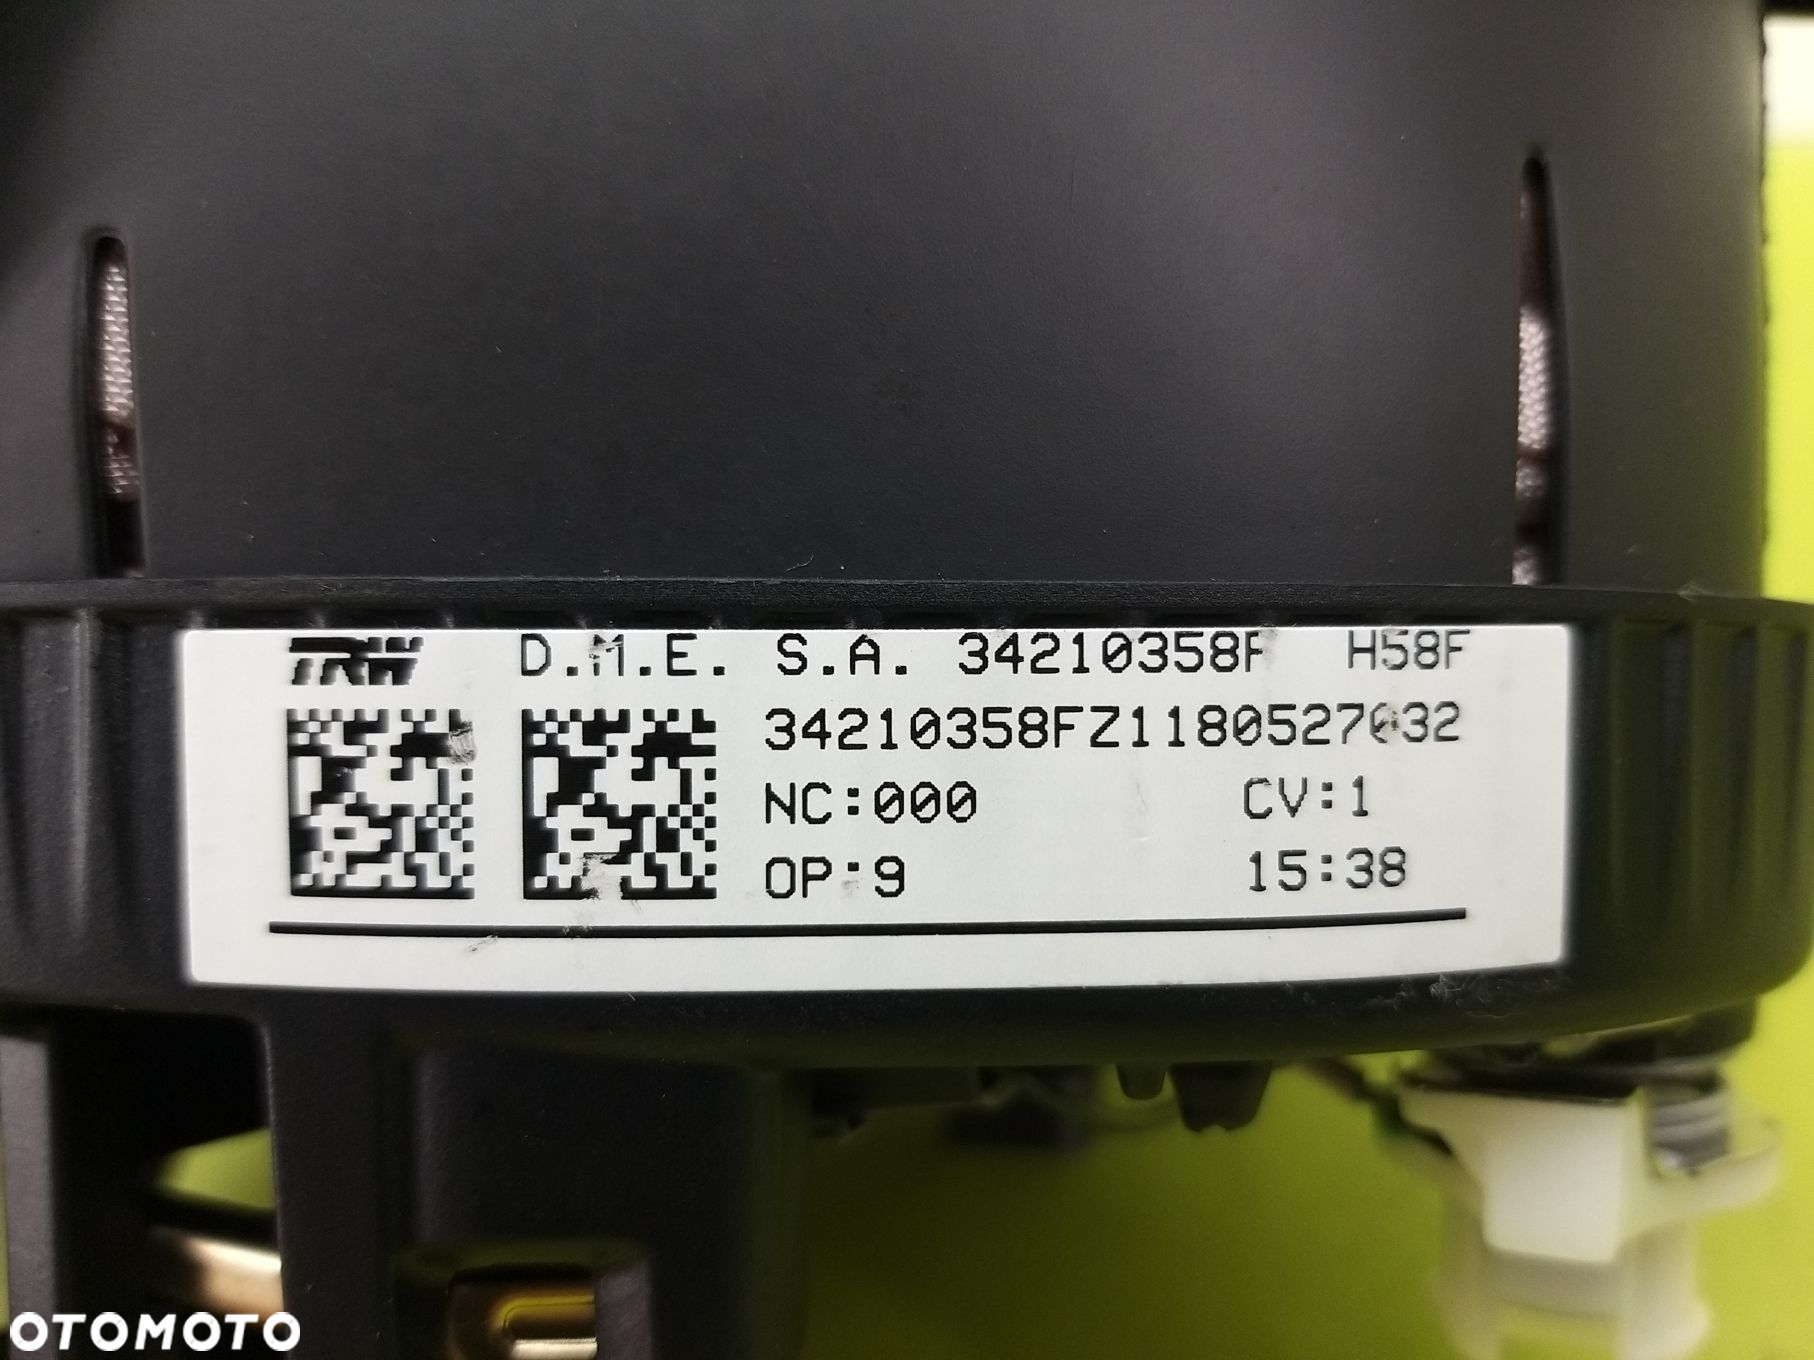 TRW D.M.E. S.A. 34210358F H58F
34210358FZ1180527032
NC:000 CV:1
OP:9 15:38
OTOMOTO